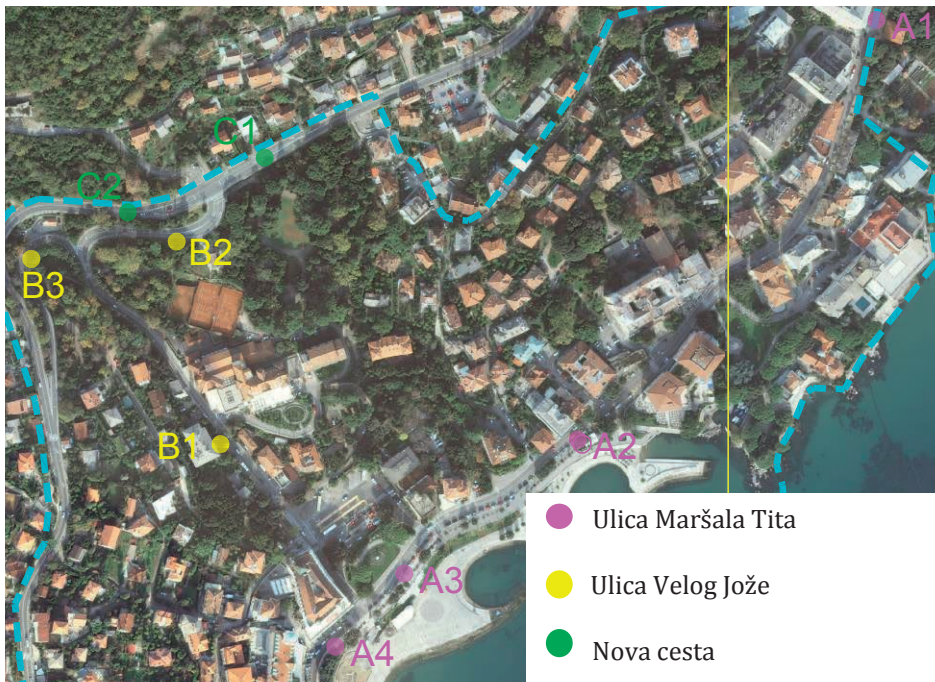 A1
C1
C2
B2
B3
B1
A2
A3
A4
Ulica Maršala Tita
Ulica Velog Jože
Nova cesta